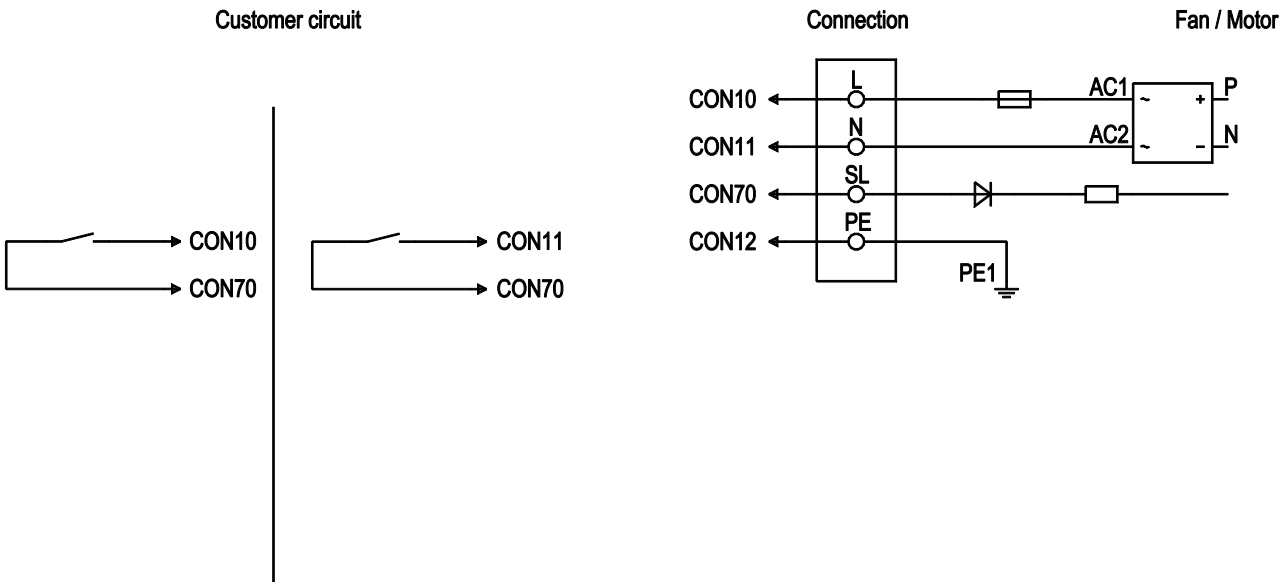 Customer circuit
Connection
Fan / Motor
CON10
L
AC1
~
+
P
CON11
N
AC2
~
–
N
CON70
SL
CON12
PE
PE1
CON10
CON70
CON11
CON70